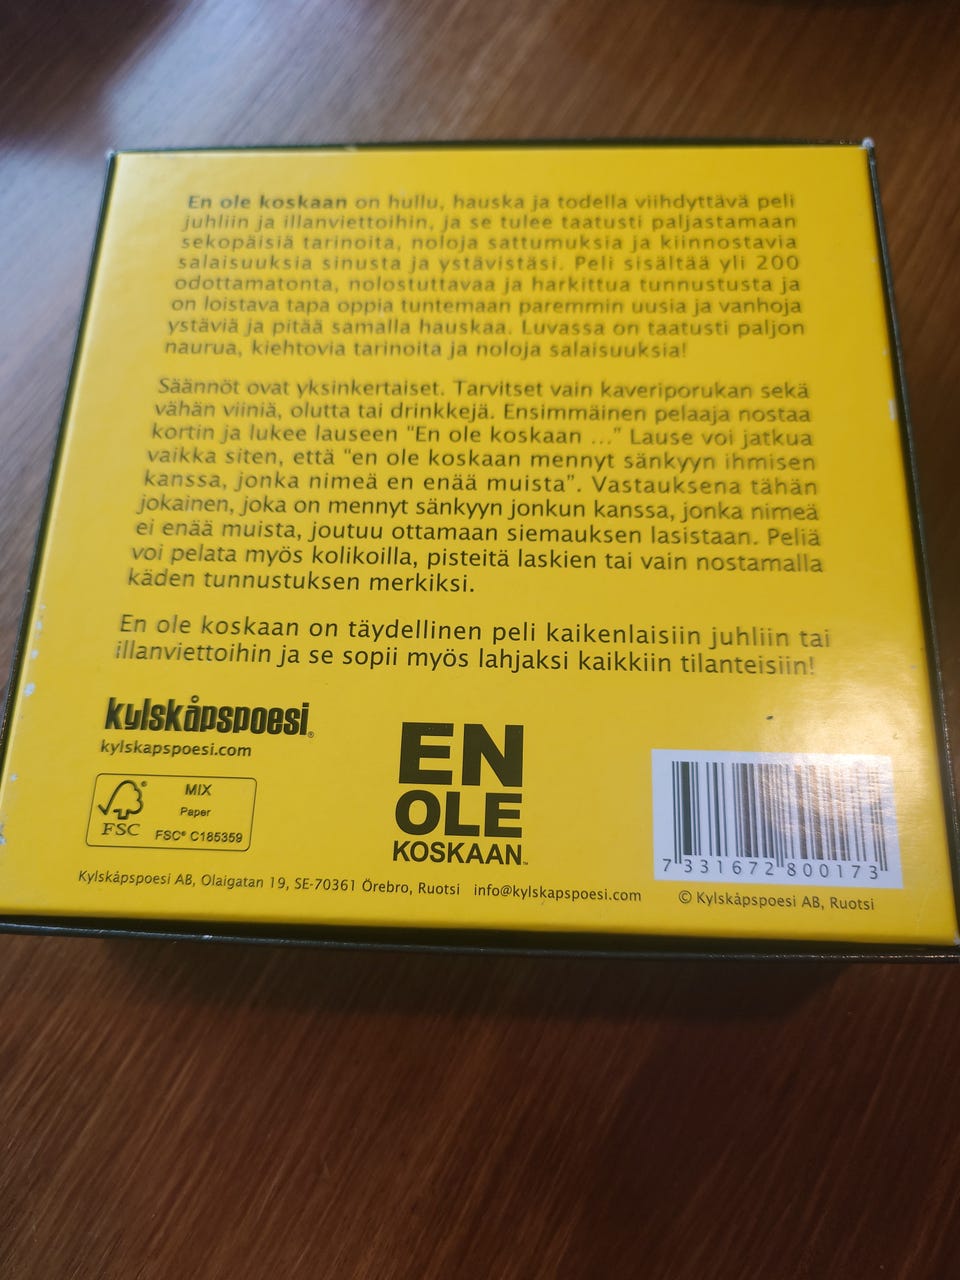 En ole koskaan on hullu, hauska ja todella viihdyttävä peli
juhliin ja illanviettoihin, ja se tulee taatusti paljastamaan
sekopäisiä tarinoita, noloja sattumuksia ja kiinnostavia
salaisuuksia sinusta ja ystävistäsi. Peli sisältää yli 200
odottamatonta, nolostuttavaa ja harkittua tunnustusta ja
on loistava tapa oppia tuntemaan paremmin uusia ja vanhoja
ystäviä ja pitää samalla hauskaa. Luvassa on taatusti paljon
naurua, kiehtovia tarinoita ja noloja salaisuuksia!
Säännöt ovat yksinkertaiset. Tarvitset vain kaveriporukan sekä
vähän viiniä, olutta tai drinkkejä. Ensimmäinen pelaaja nostaa
kortin ja lukee lauseen "En ole koskaan ..." Lause voi jatkua
vaikka siten, että "en ole koskaan mennyt sänkyyn ihmisen
kanssa, jonka nimeä en enää muista". Vastauksena tähän
jokainen, joka on mennyt sänkyyn jonkun kanssa, jonka nimeä
ei enää muista, joutuu ottamaan siemauksen lasistaan. Peliä
voi pelata myös kolikoilla, pisteitä laskien tai vain nostamalla
käden tunnustuksen merkiksi.
En ole koskaan on täydellinen peli kaikenlaisiin juhliin tai
illanviettoihin ja se sopii myös lahjaksi kaikkiin tilanteisiin!
kylskåpspoesi®
kylskapspoesi.com
FSC®
MIX
Paper
FSC® C185359
EN
OLE
KOSKAAN™
7 331672 800173
Kylskåpspoesi AB, Olaigatan 19, SE-70361 Örebro, Ruotsi info@kylskapspoesi.com
© Kylskåpspoesi AB, Ruotsi